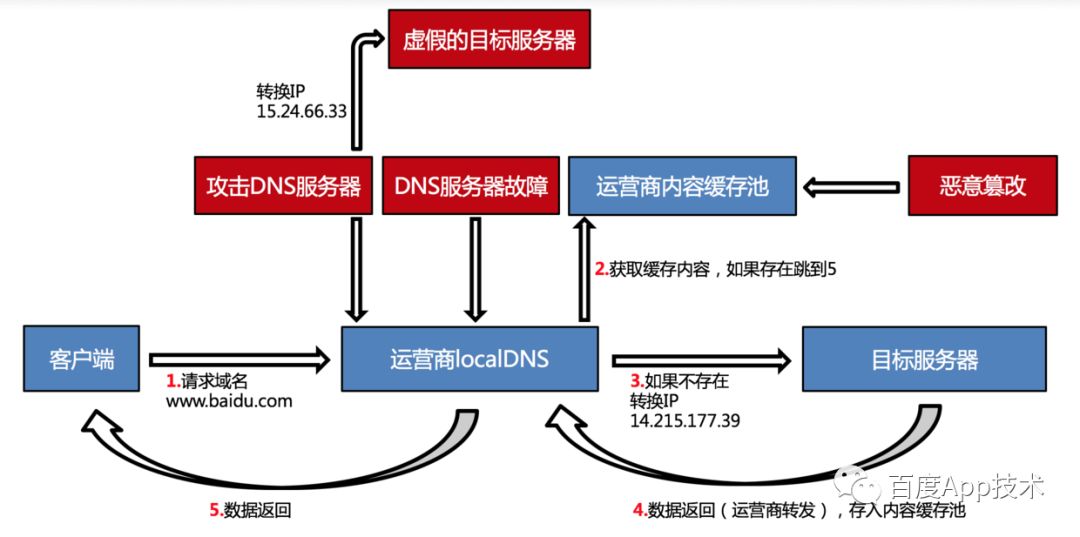 虚假的目标服务器
转换IP
15.24.66.33
攻击DNS服务器
DNS服务器故障
运营商内容缓存池
恶意篡改
2.获取缓存内容，如果存在跳到5
客户端
运营商localDNS
目标服务器
1.请求域名
www.baidu.com
3.如果不存在
转换IP
14.215.177.39
5.数据返回
4.数据返回（运营商转发），存入内容缓存池
百度App技术